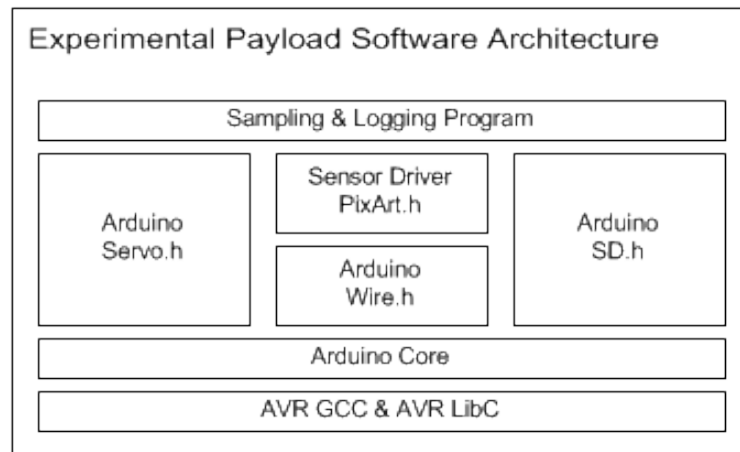 Experimental Payload Software Architecture
Sampling & Logging Program
Arduino
Servo.h
Sensor Driver
PixArt.h
Arduino
Wire.h
Arduino
SD.h
Arduino Core
AVR GCC & AVR LibC